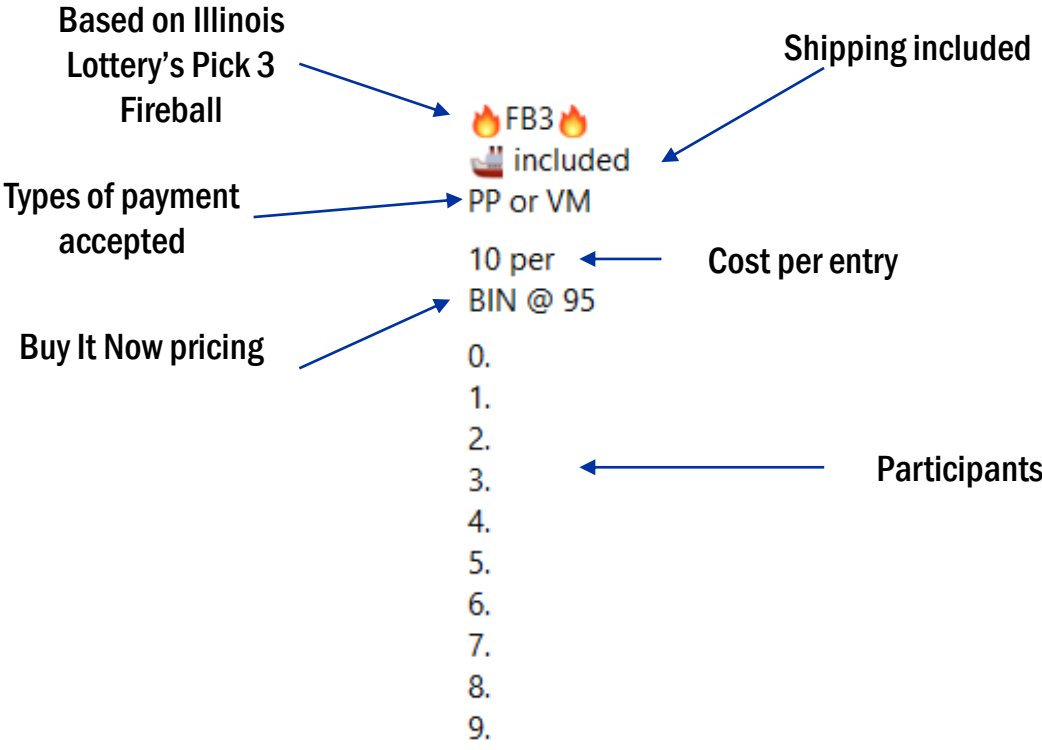 Based on Illinois
Lottery’s Pick 3
Fireball
Shipping included
🔥FB3🔥
🚢 included
Types of payment
accepted
PP or VM
10 per
Cost per entry
BIN @ 95
Buy It Now pricing
0.
1.
2.
Participants
3.
4.
5.
6.
7.
8.
9.